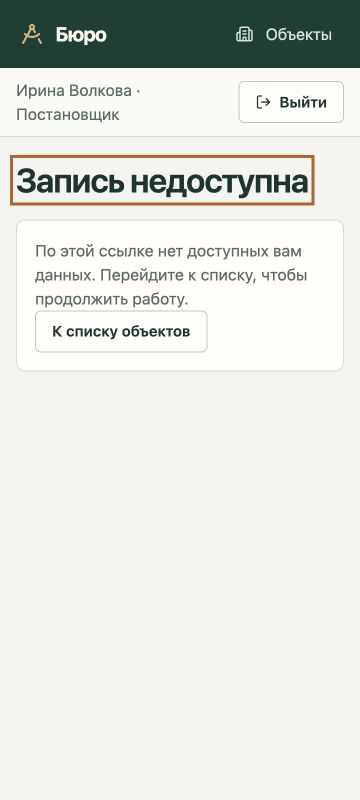 Бюро
Объекты
Ирина Волкова ·
Постановщик
Выйти
Запись недоступна
По этой ссылке нет доступных вам
данных. Перейдите к списку, чтобы
продолжить работу.
К списку объектов